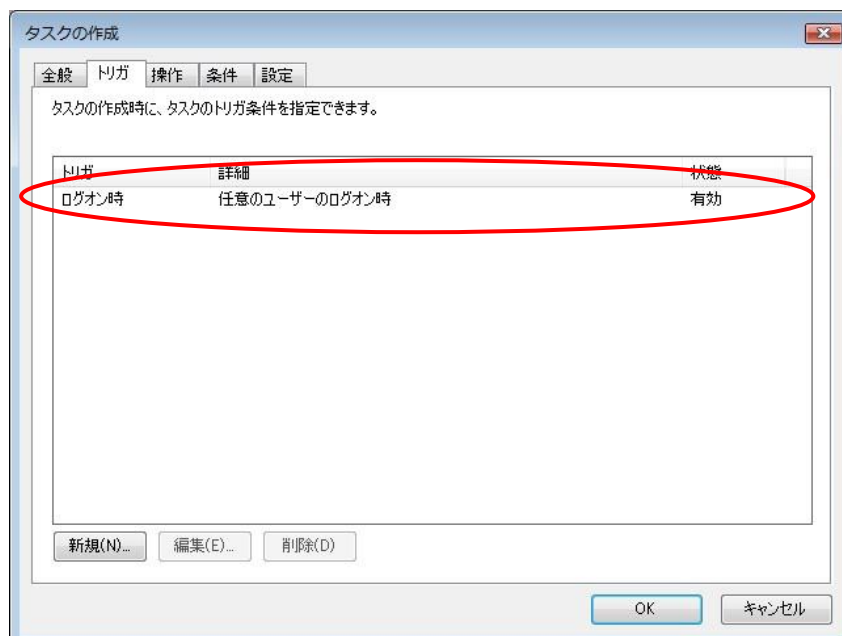 タスクの作成
全般 トリガ 操作 条件 設定
タスクの作成時に、タスクのトリガ条件を指定できます。
トリガ 詳細 状態
ログオン時 任意のユーザーのログオン時 有効
新規(N)... 編集(E)... 削除(D)
OK キャンセル